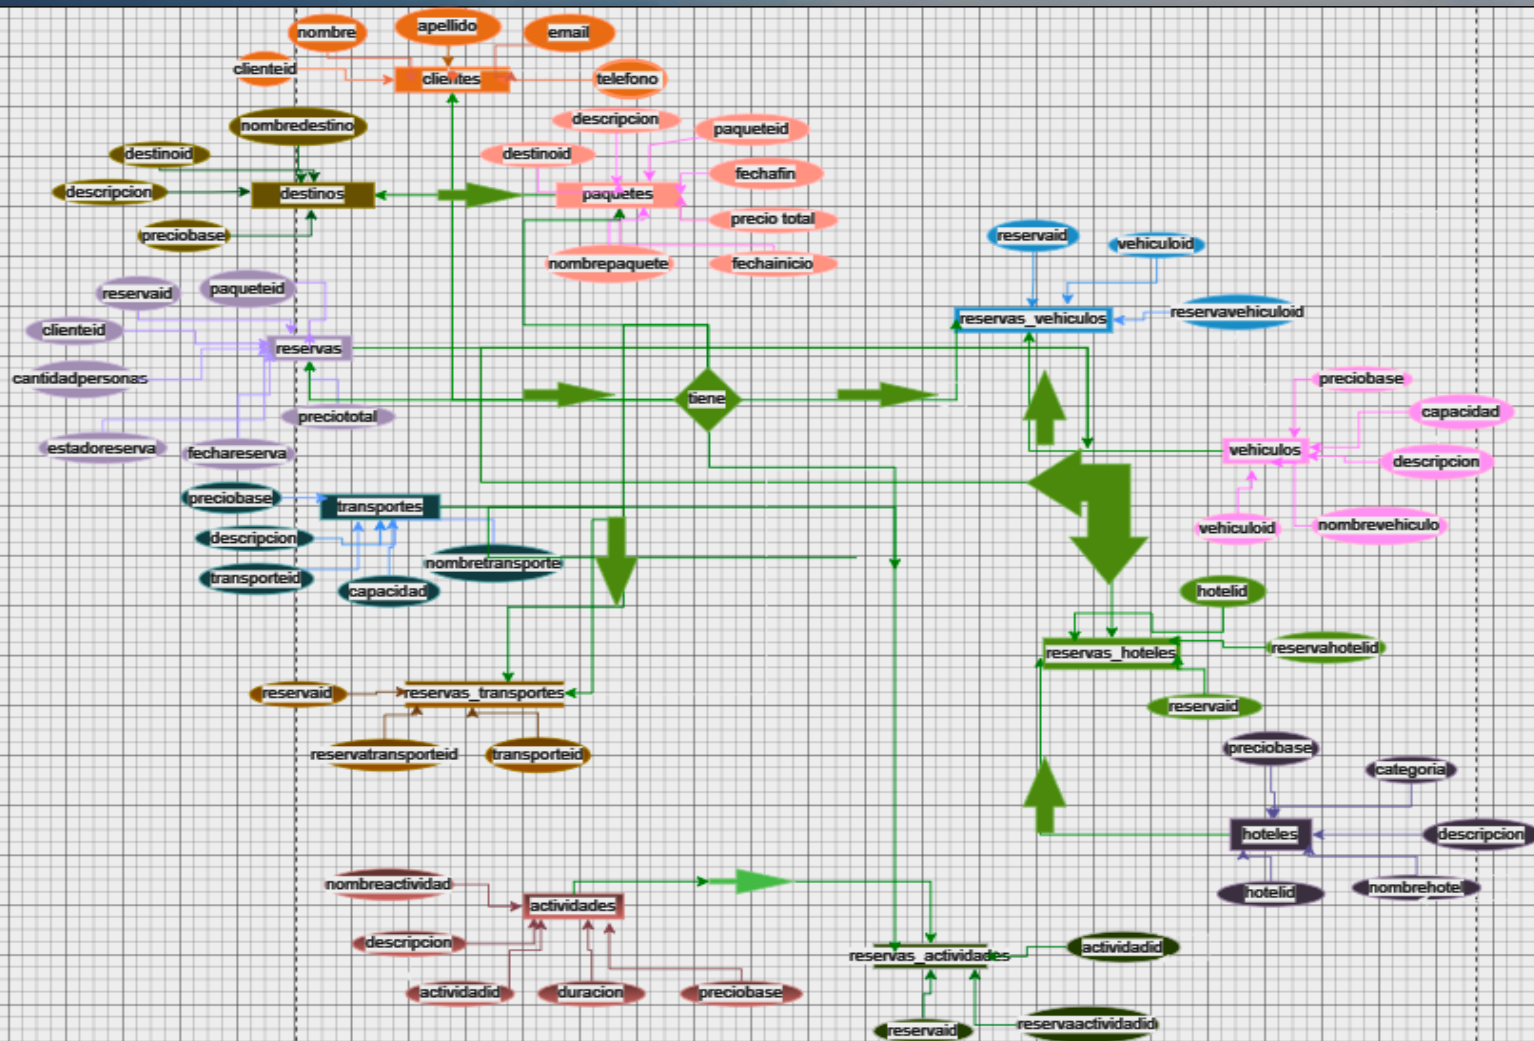 nombre
apellido
email
clienteid
clientes
telefono
nombredestino
descripcion
paqueteid
destinoid
destinoid
fechafin
descripcion
destinos
paquetes
precio total
preciobase
nombrepaquete
fechainicio
reservaid
vehiculoid
reservaid
paqueteid
reservas_vehiculos
reservavehiculoid
clienteid
reservas
cantidadpersonas
preciobase
tiene
preciototal
capacidad
estadoreserva
fechareserva
vehiculos
descripcion
preciobase
transportes
vehiculoid
nombrevehiculo
descripcion
nombretransporte
transporteid
capacidad
hotelid
reservas_hoteles
reservahotelid
reservaid
reservas_transportes
reservaid
reservatransporteid
transporteid
preciobase
categoria
hoteles
descripcion
hotelid
nombrehotel
nombreactividad
actividades
descripcion
reservas_actividades
actividadid
actividadid
duracion
preciobase
reservaid
reservaactividadid